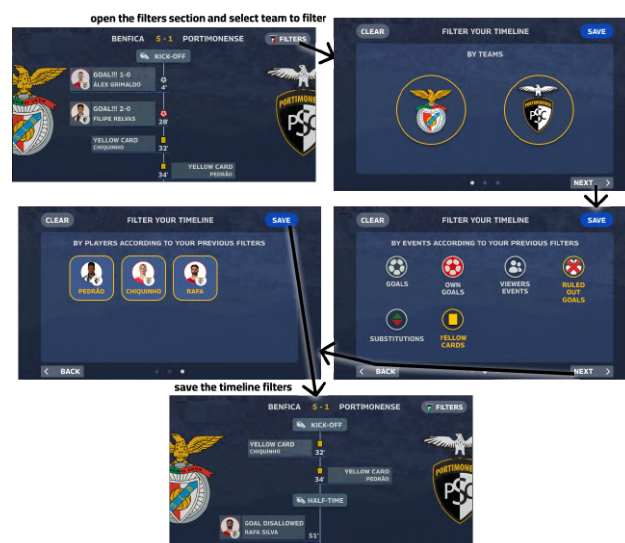 open the filters section and select team to filter
BENFICA 5 - 1 PORTIMONENSE
FILTERS
KICK-OFF
GOAL!!! 1-0
ÁLEX GRIMALDO
4'
GOAL!!! 2-0
FILIPE RELVAS
28'
YELLOW CARD
CHIQUINHO
32'
YELLOW CARD
PEDRÃO
34'
CLEAR
FILTER YOUR TIMELINE
SAVE
BY TEAMS
NEXT >
CLEAR
FILTER YOUR TIMELINE
SAVE
BY PLAYERS ACCORDING TO YOUR PREVIOUS FILTERS
PEDRÃO
CHIQUINHO
RAFA
< BACK
CLEAR
FILTER YOUR TIMELINE
SAVE
BY EVENTS ACCORDING TO YOUR PREVIOUS FILTERS
GOALS
OWN
GOALS
VIEWERS
EVENTS
RULED
OUT
GOALS
SUBSTITUTIONS
YELLOW
CARDS
< BACK
NEXT >
save the timeline filters
BENFICA 5 - 1 PORTIMONENSE
FILTERS
KICK-OFF
YELLOW CARD
CHIQUINHO
32'
YELLOW CARD
PEDRÃO
34'
HALF-TIME
GOAL DISALLOWED
RAFA SILVA
51'